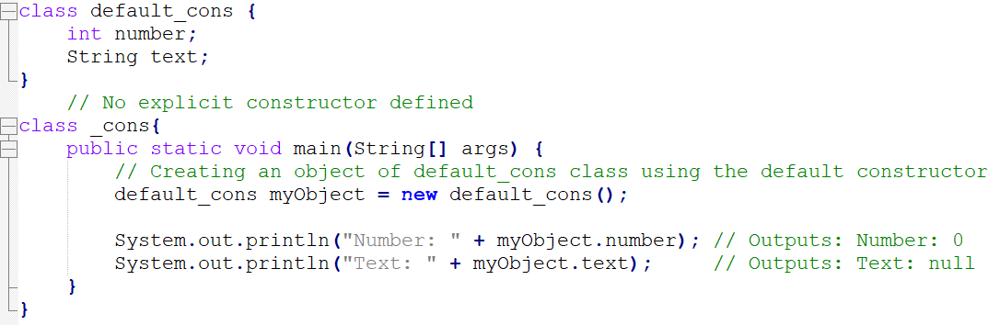 class default_cons {
    int number;
    String text;
}
    // No explicit constructor defined
class _cons{
    public static void main(String[] args) {
        // Creating an object of default_cons class using the default constructor
        default_cons myObject = new default_cons();

        System.out.println("Number: " + myObject.number); // Outputs: Number: 0
        System.out.println("Text: " + myObject.text);     // Outputs: Text: null
    }
}